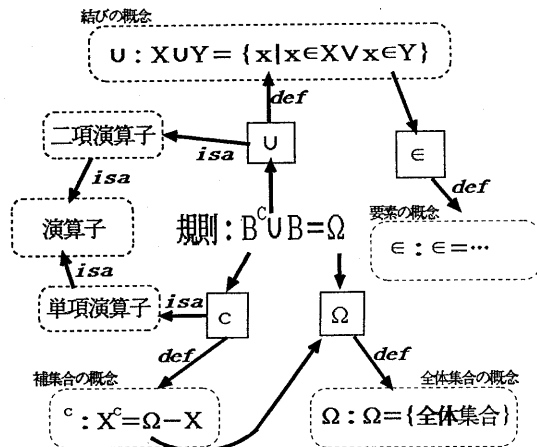 結びの概念
∪：X∪Y＝{x|x∈X∨x∈Y}
def
二項演算子
isa
∪
∈
isa
def
演算子
規則：B^C∪B＝Ω
要素の概念
∈：∈＝…
isa
単項演算子
isa
c
Ω
def
def
補集合の概念
全体集合の概念
^c：X^c＝Ω－X
Ω：Ω＝{全体集合}